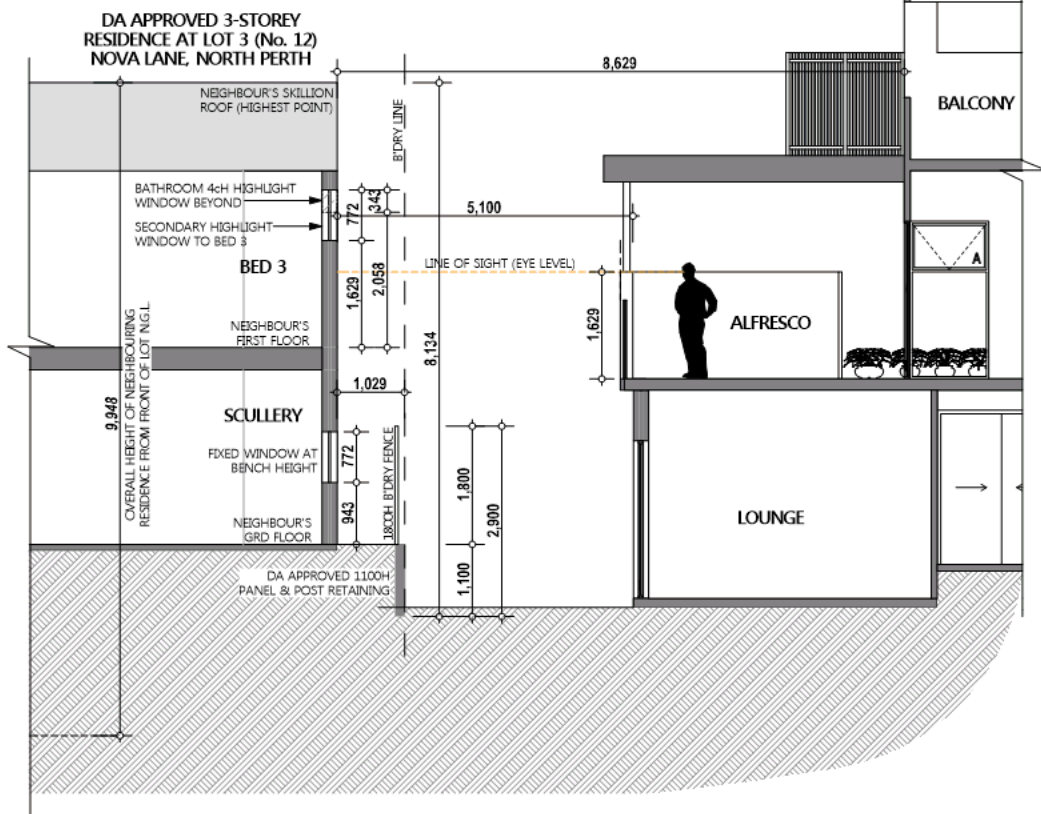 DA APPROVED 3-STOREY
RESIDENCE AT LOT 3 (No. 12)
NOVA LANE, NORTH PERTH
8,629
NEIGHBOUR'S SKILLION
ROOF (HIGHEST POINT)
B'DRY LINE
BALCONY
BATHROOM 4cH HIGHLIGHT
WINDOW BEYOND
772
343
5,100
SECONDARY HIGHLIGHT
WINDOW TO BED 3
BED 3
LINE OF SIGHT (EYE LEVEL)
A
1,629
2,058
8,134
1,629
ALFRESCO
NEIGHBOUR'S
FIRST FLOOR
9,948
OVERALL HEIGHT OF NEIGHBOURING
RESIDENCE FROM FRONT OF LOT N.G.L.
1,029
SCULLERY
FIXED WINDOW AT
BENCH HEIGHT
772
1800H B'DRY FENCE
1,800
2,900
943
LOUNGE
NEIGHBOUR'S
GRD FLOOR
DA APPROVED 1100H
PANEL & POST RETAINING
1,100